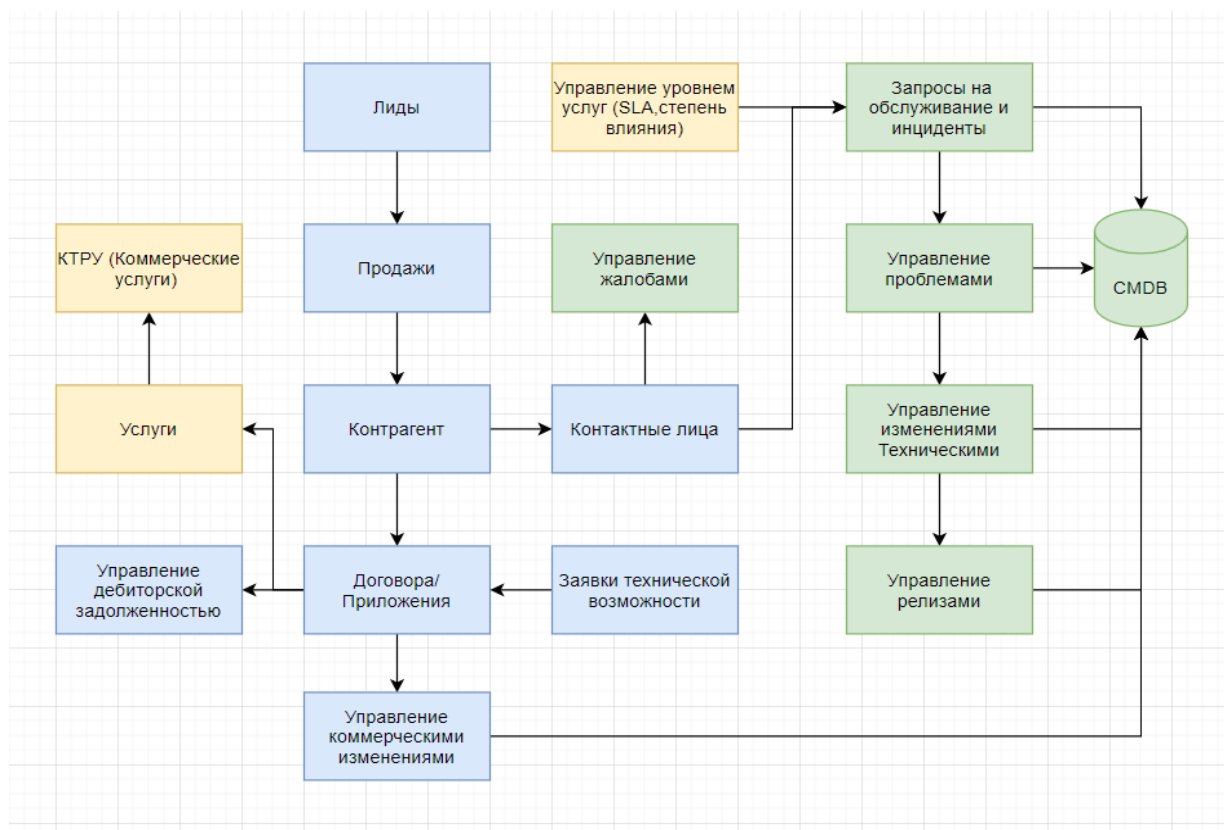 Лиды
Управление уровнем
услуг (SLA,степень
влияния)
Запросы на
обслуживание и
инциденты
КТРУ (Коммерческие
услуги)
Продажи
Управление
жалобами
Управление
проблемами
CMDB
Услуги
Контрагент
Контактные лица
Управление
изменениями
Техническими
Управление
дебиторской
задолженностью
Договора/
Приложения
Заявки технической
возможности
Управление
релизами
Управление
коммерческими
изменениями